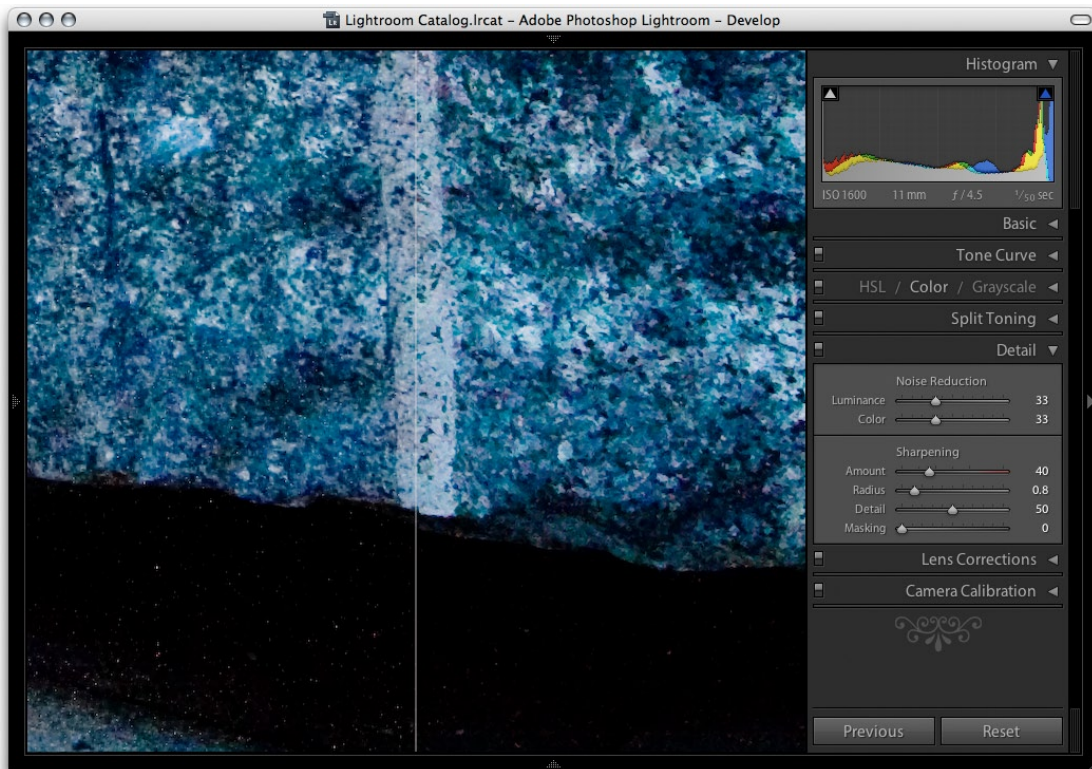 Lightroom Catalog.lrcat – Adobe Photoshop Lightroom – Develop
Histogram
ISO 1600 11 mm ƒ / 4.5 1/50 sec
Basic
Tone Curve
HSL / Color / Grayscale
Split Toning
Detail
Noise Reduction
Luminance 33
Color 33
Sharpening
Amount 40
Radius 0.8
Detail 50
Masking 0
Lens Corrections
Camera Calibration
Previous Reset